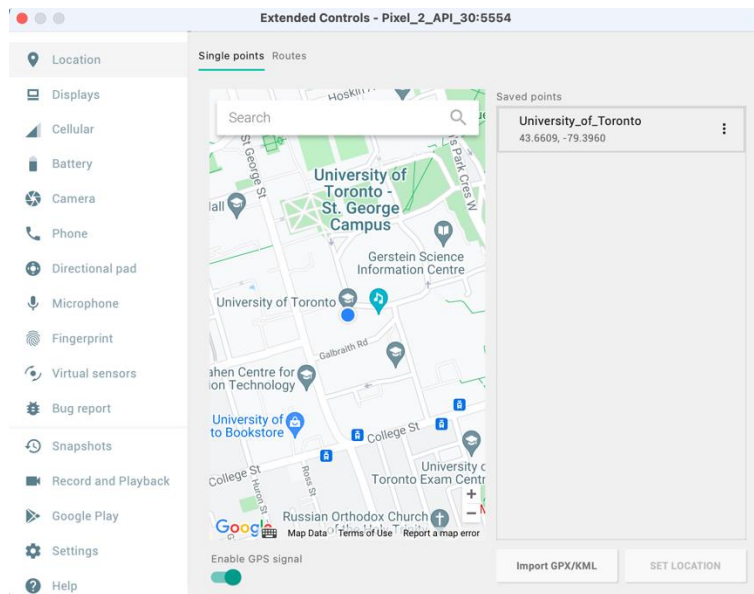 Extended Controls - Pixel_2_API_30:5554
Location
Displays
Cellular
Battery
Camera
Phone
Directional pad
Microphone
Fingerprint
Virtual sensors
Bug report
Snapshots
Record and Playback
Google Play
Settings
Help
Single points Routes
Search
St George St
University of
Toronto -
St. George
Campus
Gerstein Science
Information Centre
University of Toronto
Galbraith Rd
ahen Centre for
ion Technology
University of
to Bookstore
College St
College St
Huron St
Ross St
University
Toronto Exam Centr
Russian Orthodox Church
of the Holy Trinity
Google
Map Data Terms of Use Report a map error
+
−
Enable GPS signal
Saved points
University_of_Toronto
43.6609, -79.3960
Import GPX/KML
SET LOCATION